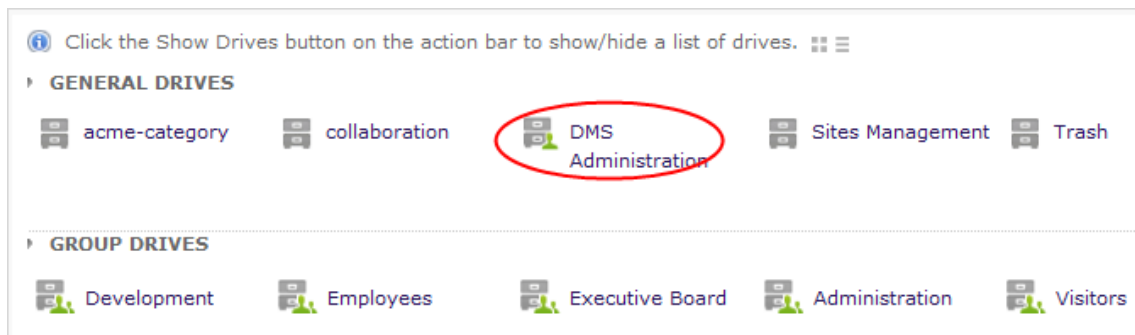 Click the Show Drives button on the action bar to show/hide a list of drives.
GENERAL DRIVES
acme-category collaboration DMS Sites Management Trash
Administration
GROUP DRIVES
Development Employees Executive Board Administration Visitors